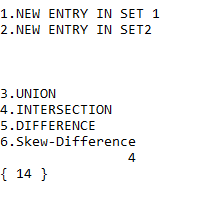 1.NEW ENTRY IN SET 1
2.NEW ENTRY IN SET2
3.UNION
4.INTERSECTION
5.DIFFERENCE
6.Skew-Difference
4
{ 14 }